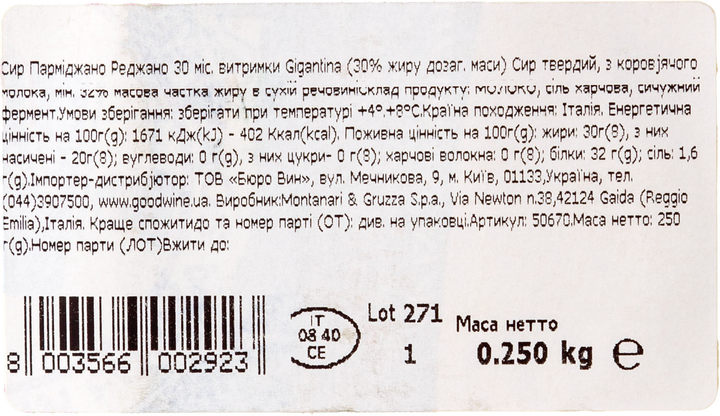 Сир Парміджано Реджано 30 міс. витримки Gigantina (30% жиру дозаг. маси) Сир твердий, з коров`ячого
молока, мін. 32% масова частка жиру в сухій речовиніСклад продукту: МОЛОКО, сіль харчова, сичужний
фермент.Умови зберігання: зберігати при температурі +4°.+8°С.Країна походження: Італія. Енергетична
цінність на 100г(g): 1671 кДж(kJ) - 402 Ккал(kcal). Поживна цінність на 100г(g): жири: 30г(8), з них
насичені - 20г(8); вуглеводи: 0 г(g), з них цукри- 0 г(8); харчові волокна: 0 г(8); білки: 32 г(g); сіль: 1,6
г(g).Імпортер-дистриб`ютор: ТОВ «Бюро Вин», вул. Мечникова, 9, м. Київ, 01133,Україна, тел.
(044)3907500, www.goodwine.ua. Виробник:Montanari & Gruzza S.p.a., Via Newton n.38,42124 Gaida (Reggio
Emilia),Італія. Краще спожитидо та номер парті (ОТ): див. на упаковці.Артикул: 50670.Маса нетто: 250
г(g).Номер парти (ЛОТ)Вжити до:
IT
08 40
CE
Lot 271
1
Маса нетто
0.250 kg ℮
8 003566 002923